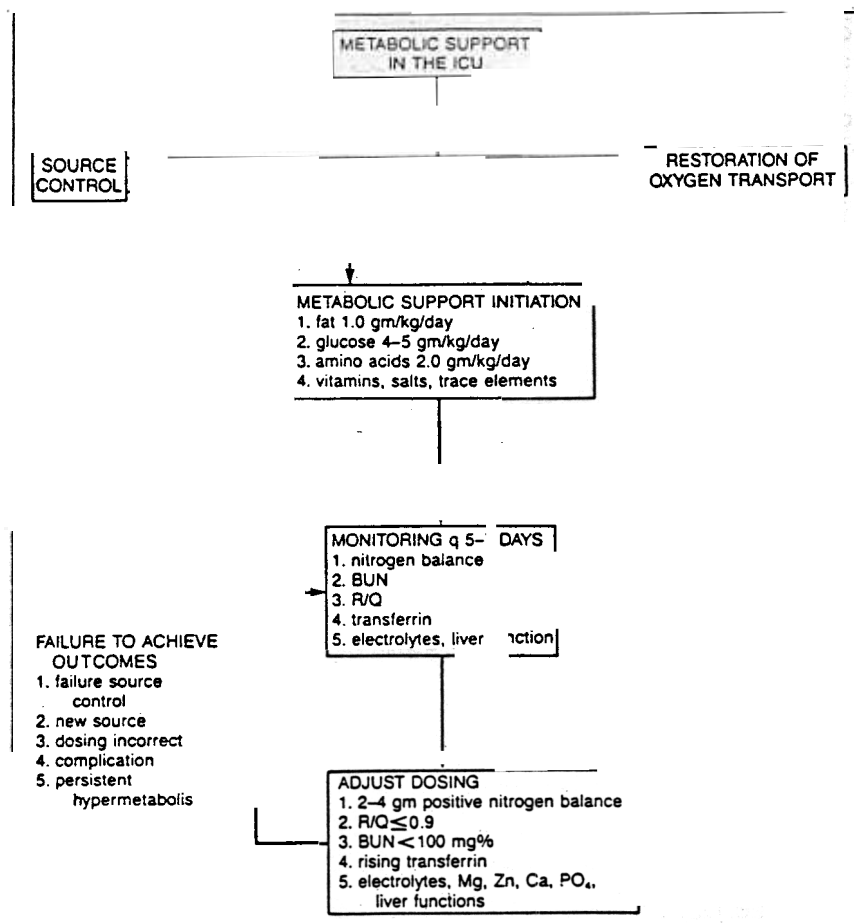 METABOLIC SUPPORT
IN THE ICU
SOURCE
CONTROL
RESTORATION OF
OXYGEN TRANSPORT
METABOLIC SUPPORT INITIATION
1. fat 1.0 gm/kg/day
2. glucose 4–5 gm/kg/day
3. amino acids 2.0 gm/kg/day
4. vitamins, salts, trace elements
MONITORING q 5– DAYS
1. nitrogen balance
2. BUN
3. R/Q
4. transferrin
5. electrolytes, liver
FAILURE TO ACHIEVE
OUTCOMES
1. failure source
control
2. new source
3. dosing incorrect
4. complication
5. persistent
hypermetabolis
ADJUST DOSING
1. 2–4 gm positive nitrogen balance
2. R/Q≤0.9
3. BUN<100 mg%
4. rising transferrin
5. electrolytes, Mg, Zn, Ca, PO₄,
liver functions